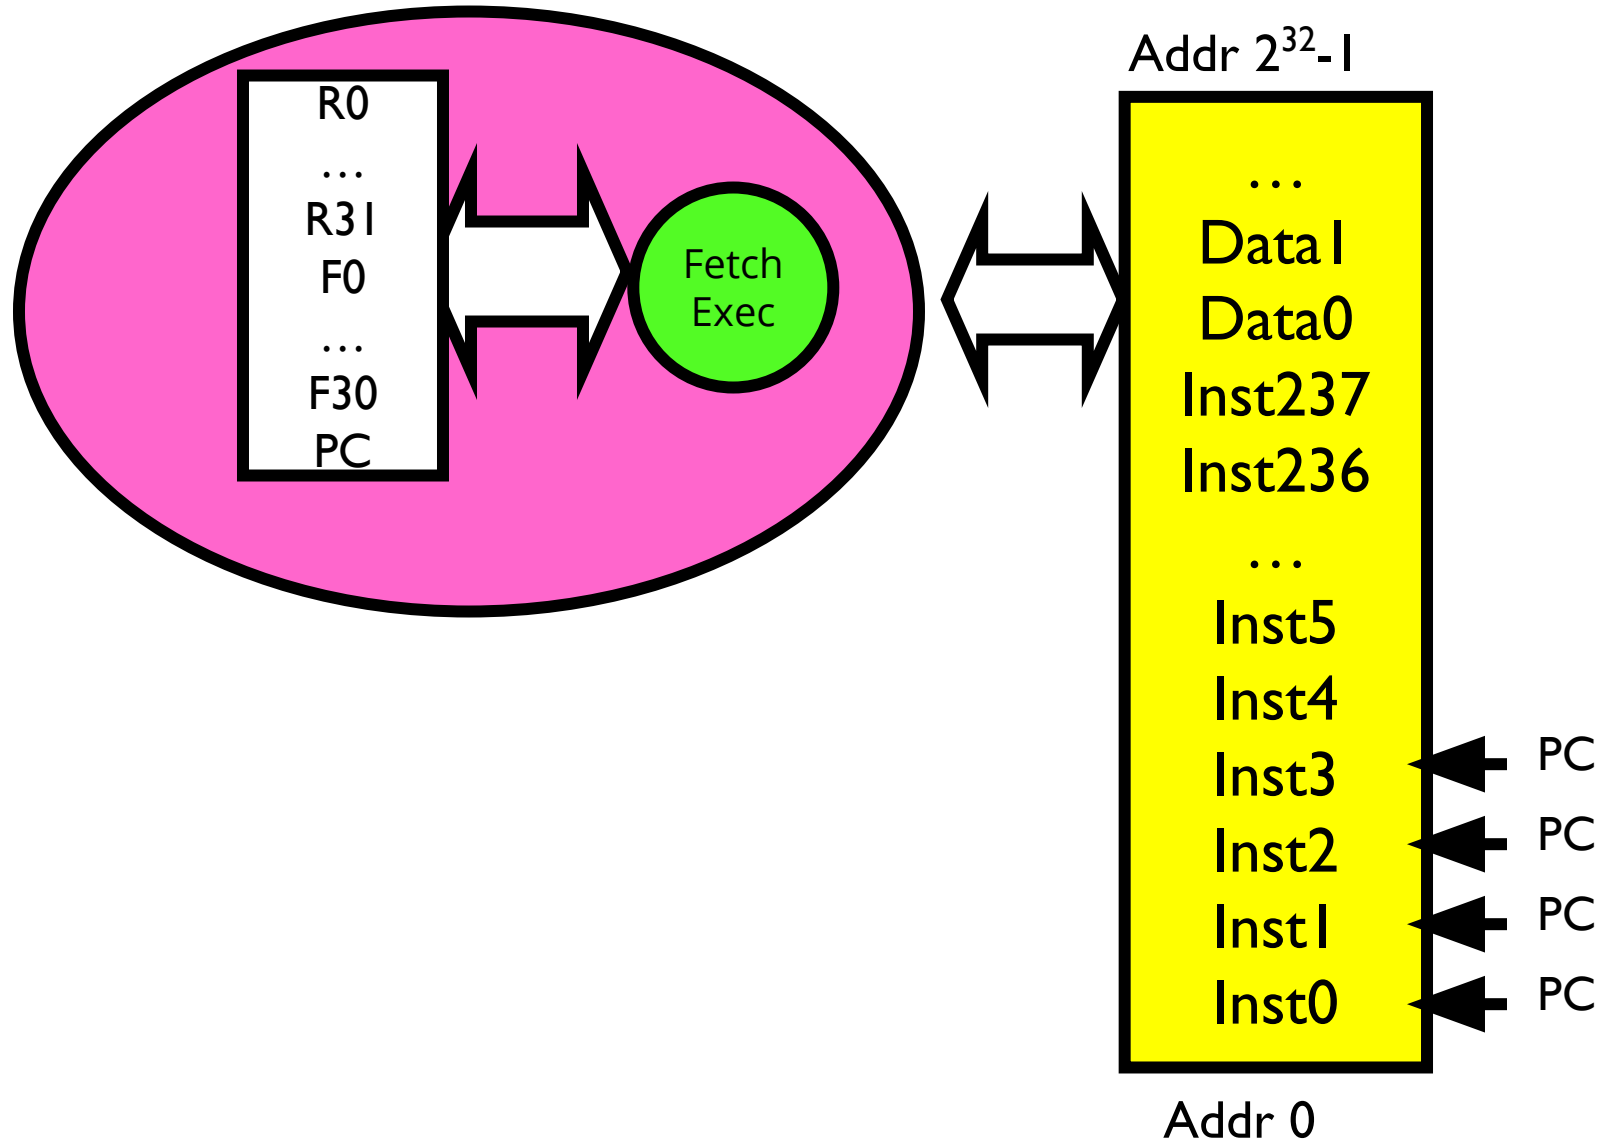 R0
…
R31
F0
…
F30
PC
Fetch
Exec
Addr 2³²-1
…
Data1
Data0
Inst237
Inst236
…
Inst5
Inst4
Inst3
Inst2
Inst1
Inst0
PC
PC
PC
PC
Addr 0